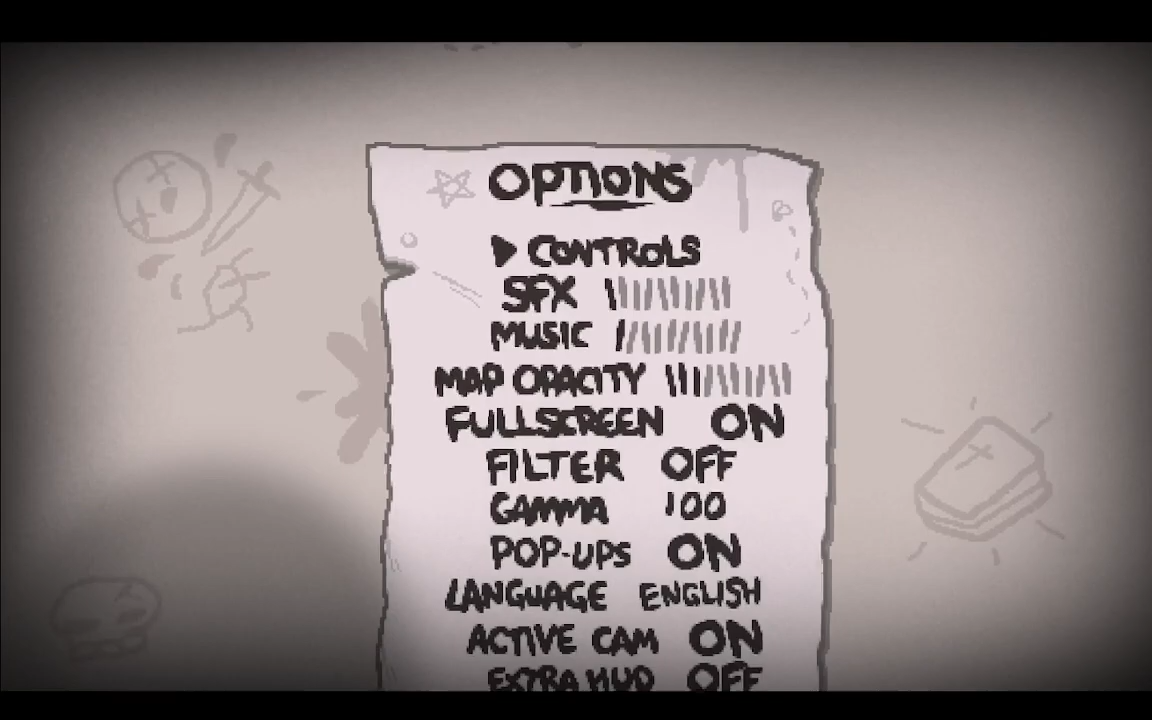 OPTIONS
CONTROLS
SFX
MUSIC
MAP OPACITY
FULLSCREEN ON
FILTER OFF
GAMMA 100
POP-UPS ON
LANGUAGE ENGLISH
ACTIVE CAM ON
EXTRA HUD OFF